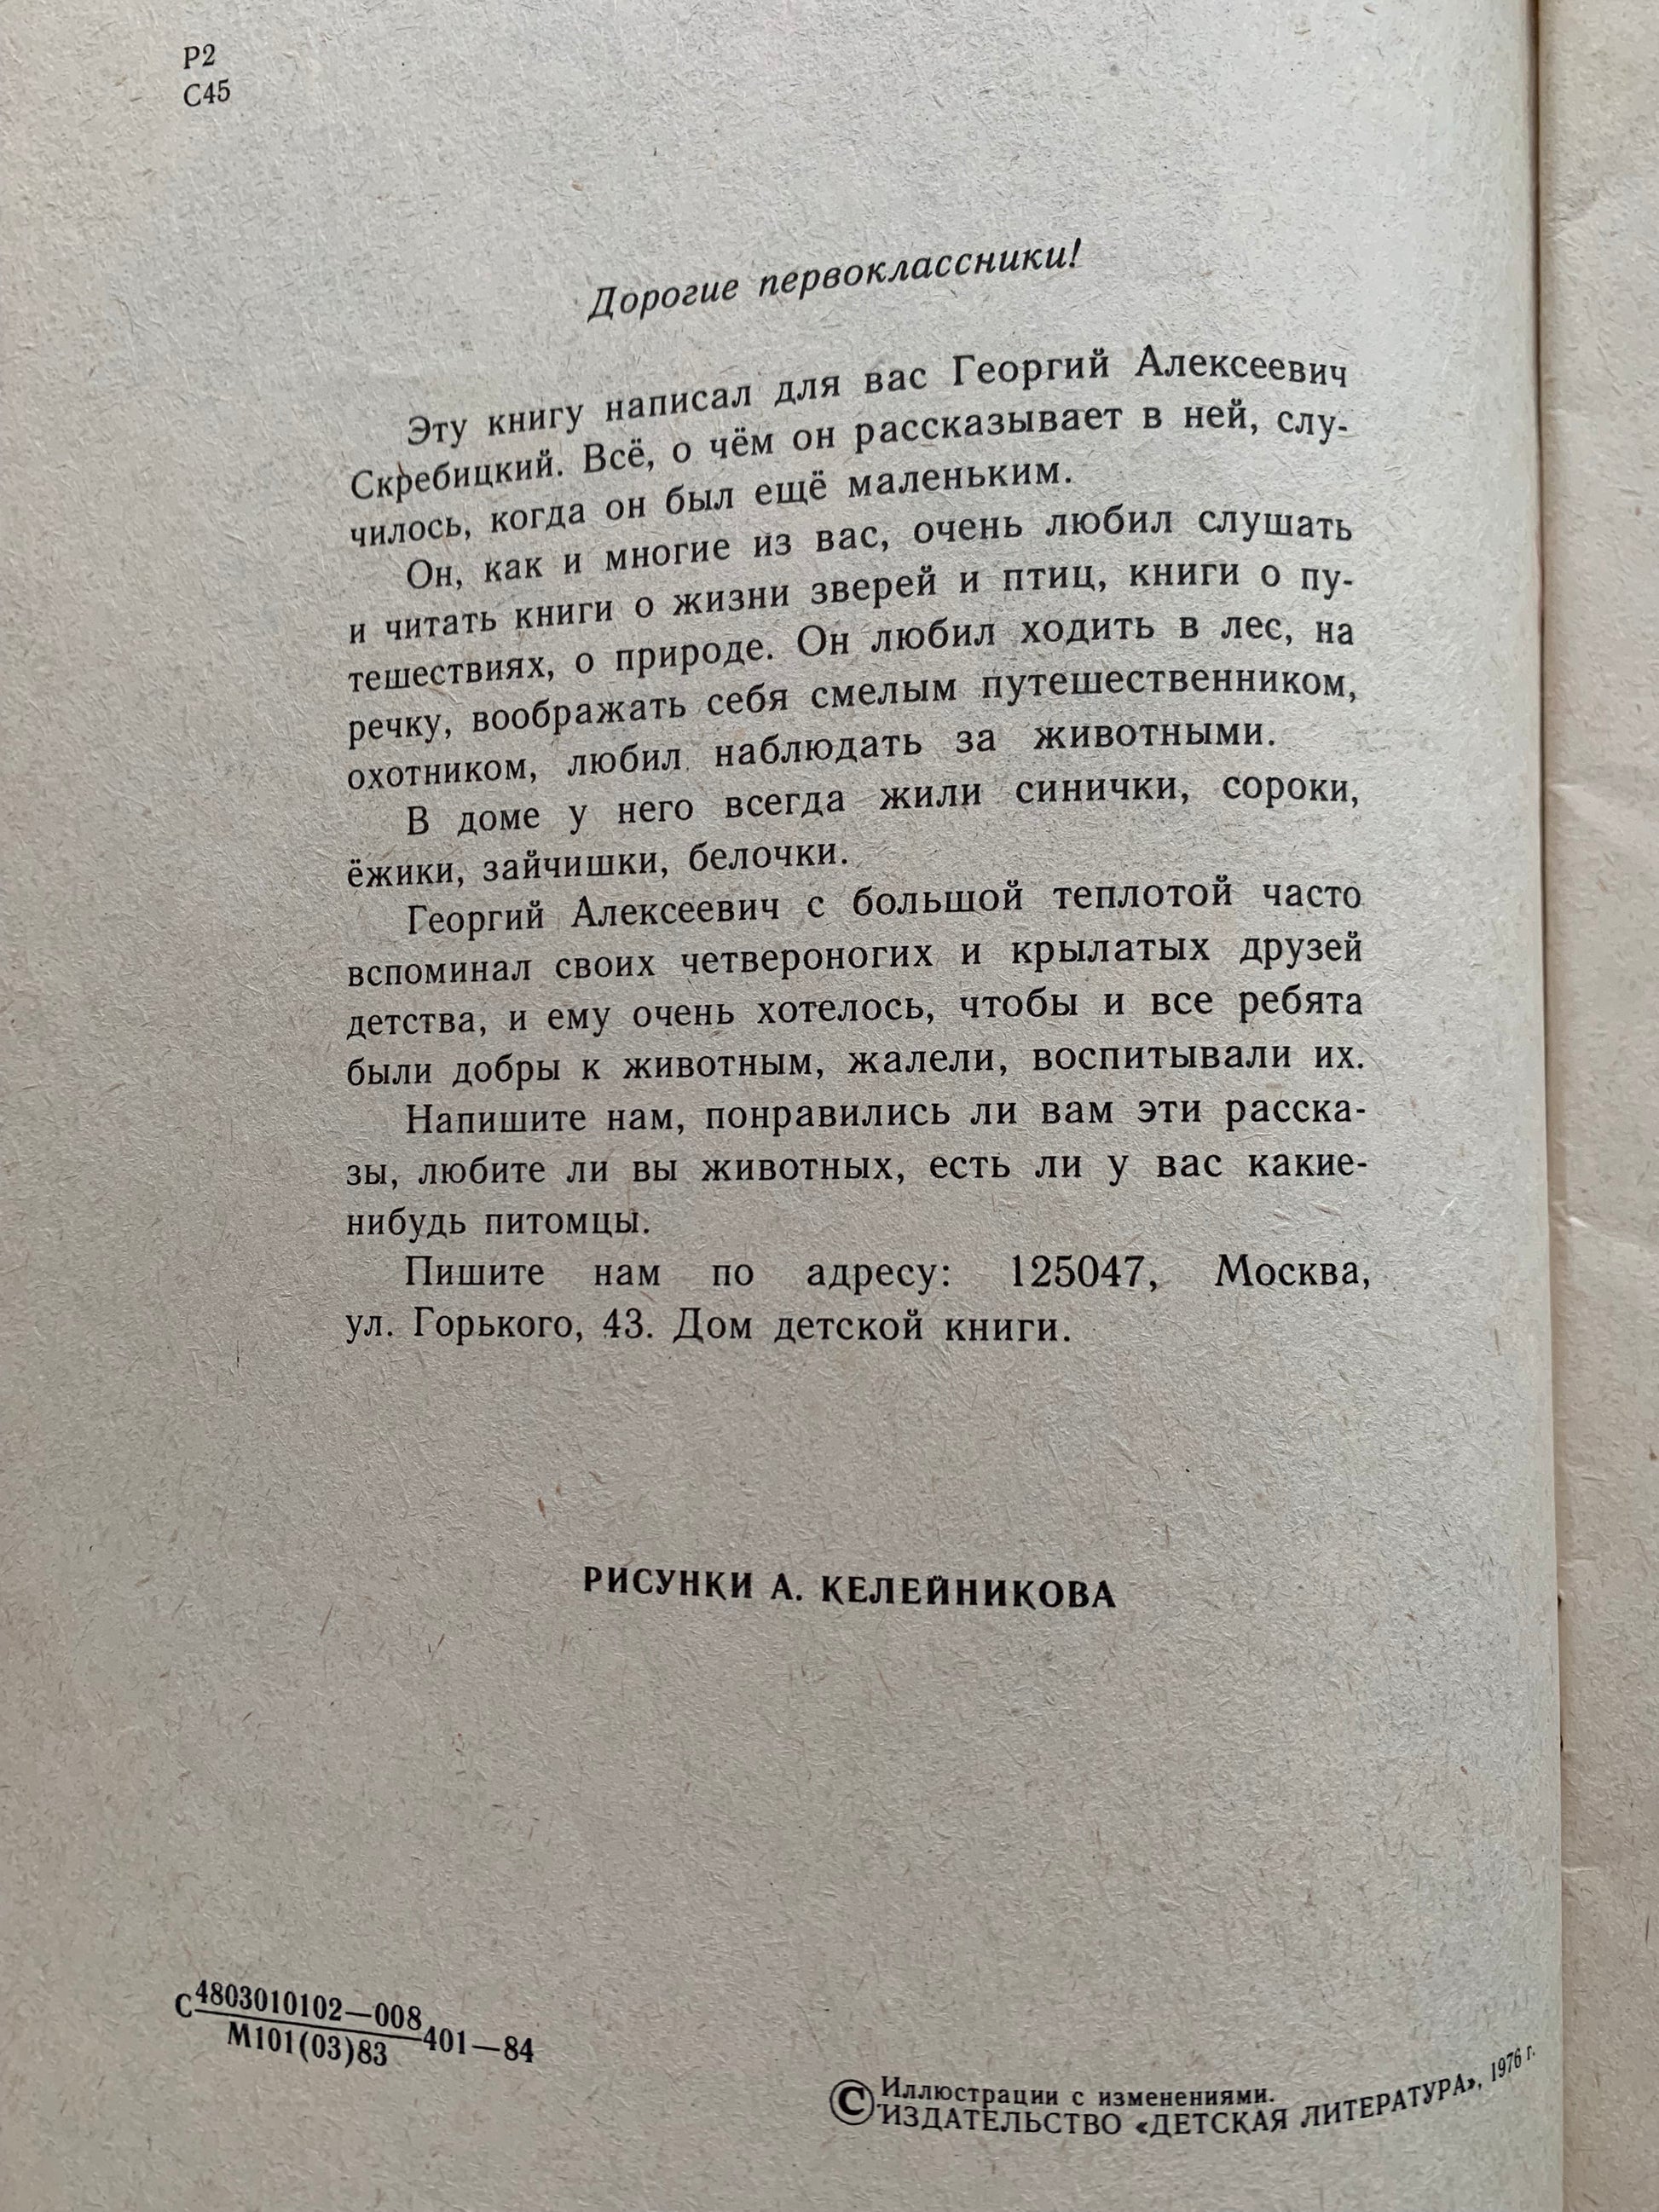 Р2
С45
Дорогие первоклассники!
Эту книгу написал для вас Георгий Алексеевич
Скребицкий. Всё, о чём он рассказывает в ней, слу-
чилось, когда он был ещё маленьким.
Он, как и многие из вас, очень любил слушать
и читать книги о жизни зверей и птиц, книги о пу-
тешествиях, о природе. Он любил ходить в лес, на
речку, воображать себя смелым путешественником,
охотником, любил наблюдать за животными.
В доме у него всегда жили синички, сороки,
ёжики, зайчишки, белочки.
Георгий Алексеевич с большой теплотой часто
вспоминал своих четвероногих и крылатых друзей
детства, и ему очень хотелось, чтобы и все ребята
были добры к животным, жалели, воспитывали их.
Напишите нам, понравились ли вам эти расска-
зы, любите ли вы животных, есть ли у вас какие-
нибудь питомцы.
Пишите нам по адресу: 125047, Москва,
ул. Горького, 43. Дом детской книги.
РИСУНКИ А. КЕЛЕЙНИКОВА
С 4803010102—008 401—84
М101(03)83
© Иллюстрации с изменениями.
ИЗДАТЕЛЬСТВО «ДЕТСКАЯ ЛИТЕРАТУРА», 1976 г.